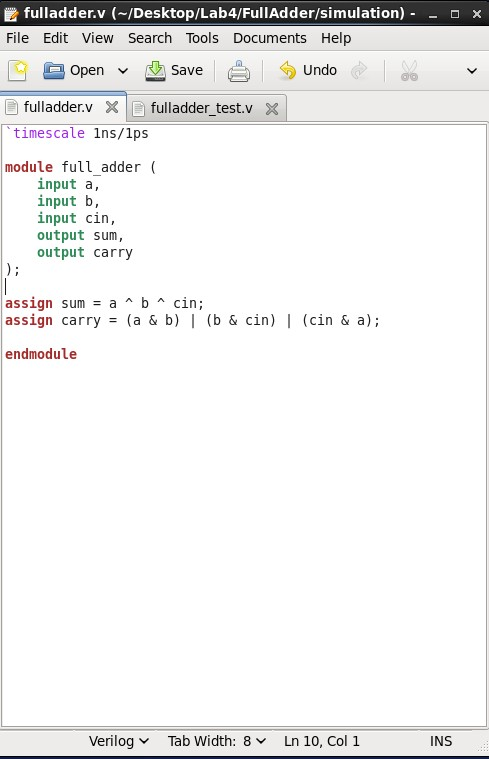 fulladder.v (~/Desktop/Lab4/FullAdder/simulation) -
File Edit View Search Tools Documents Help
Open Save Undo
fulladder.v fulladder_test.v
`timescale 1ns/1ps
module full_adder (
    input a,
    input b,
    input cin,
    output sum,
    output carry
);
assign sum = a ^ b ^ cin;
assign carry = (a & b) | (b & cin) | (cin & a);
endmodule
Verilog Tab Width: 8 Ln 10, Col 1 INS